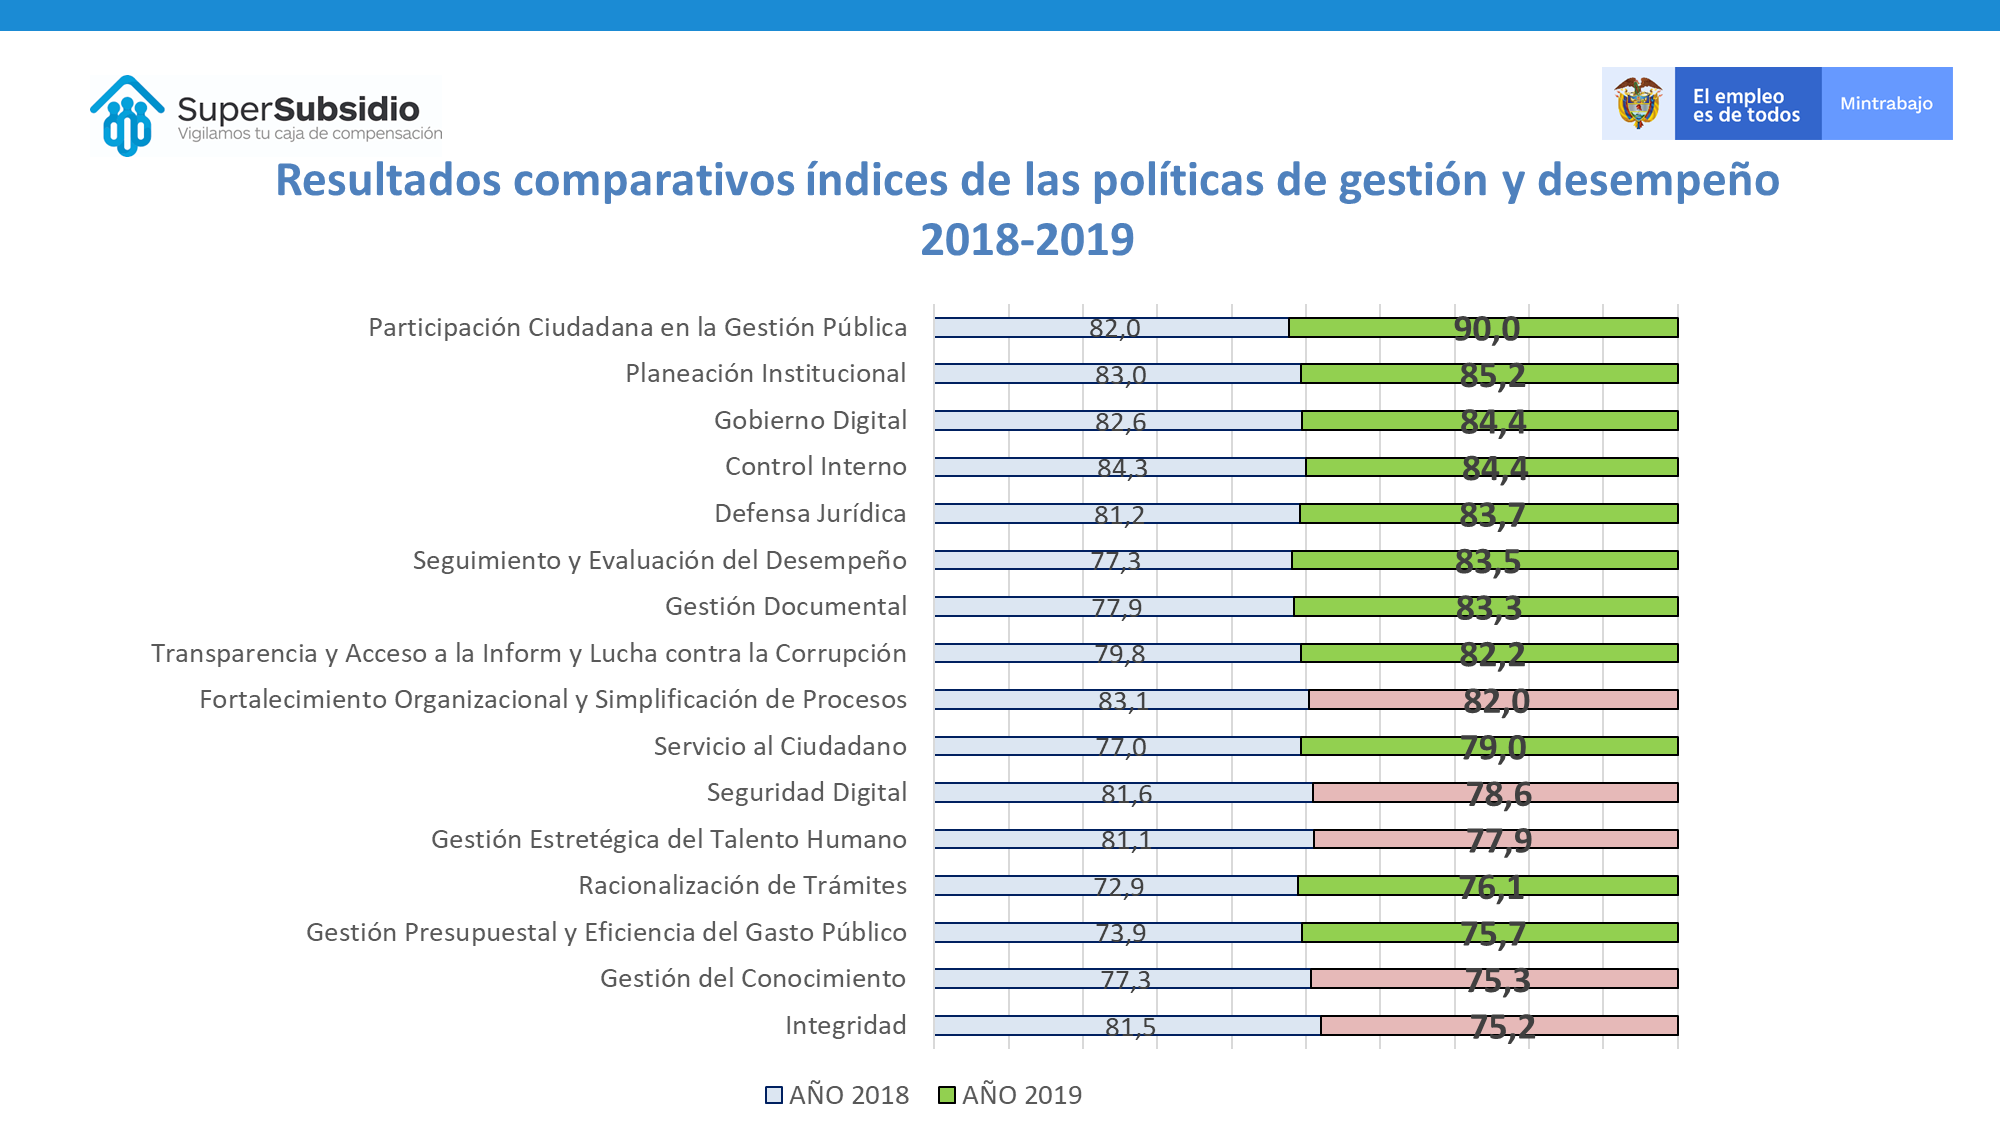 SuperSubsidio
Vigilamos tu caja de compensación
El empleo
es de todos
Mintrabajo
Resultados comparativos índices de las políticas de gestión y desempeño
2018-2019
Participación Ciudadana en la Gestión Pública 82,0 90,0
Planeación Institucional 83,0 85,2
Gobierno Digital 82,6 84,4
Control Interno 84,3 84,4
Defensa Jurídica 81,2 83,7
Seguimiento y Evaluación del Desempeño 77,3 83,5
Gestión Documental 77,9 83,3
Transparencia y Acceso a la Inform y Lucha contra la Corrupción 79,8 82,2
Fortalecimiento Organizacional y Simplificación de Procesos 83,1 82,0
Servicio al Ciudadano 77,0 79,0
Seguridad Digital 81,6 78,6
Gestión Estretégica del Talento Humano 81,1 77,9
Racionalización de Trámites 72,9 76,1
Gestión Presupuestal y Eficiencia del Gasto Público 73,9 75,7
Gestión del Conocimiento 77,3 75,3
Integridad 81,5 75,2
AÑO 2018 AÑO 2019